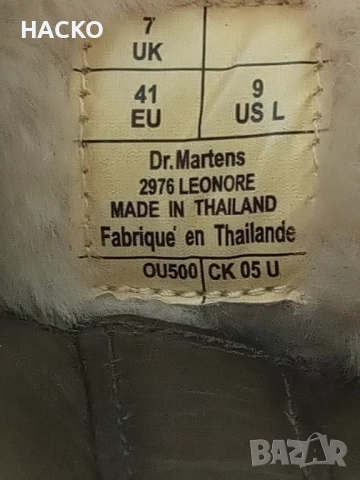 HACKO
7
UK
41
EU
9
US L
Dr.Martens
2976 LEONORE
MADE IN THAILAND
Fabrique' en Thailande
OU500 CK 05 U
BAZAR